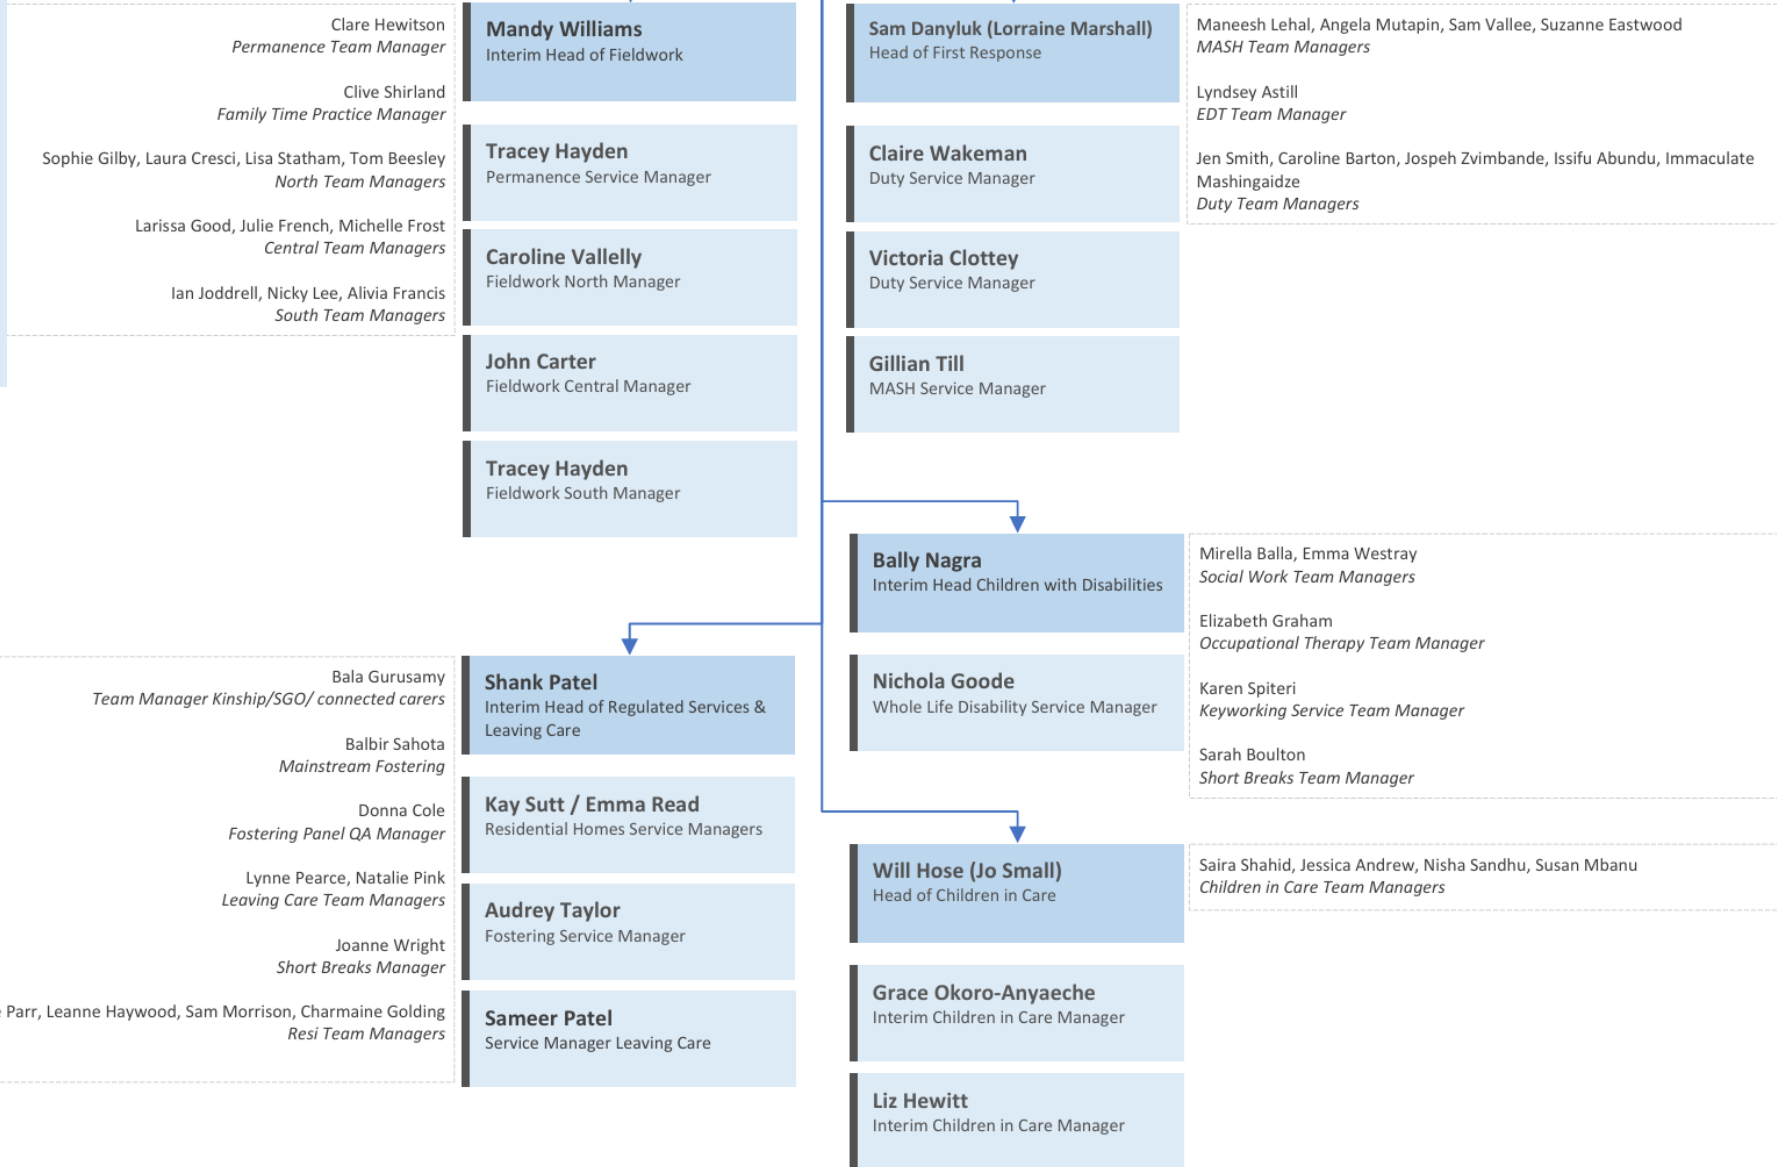 Clare Hewitson
Permanence Team Manager
Clive Shirland
Family Time Practice Manager
Sophie Gilby, Laura Cresci, Lisa Statham, Tom Beesley
North Team Managers
Larissa Good, Julie French, Michelle Frost
Central Team Managers
Ian Joddrell, Nicky Lee, Alivia Francis
South Team Managers
Mandy Williams
Interim Head of Fieldwork
Tracey Hayden
Permanence Service Manager
Caroline Vallelly
Fieldwork North Manager
John Carter
Fieldwork Central Manager
Tracey Hayden
Fieldwork South Manager
Sam Danyluk (Lorraine Marshall)
Head of First Response
Claire Wakeman
Duty Service Manager
Victoria Clottey
Duty Service Manager
Gillian Till
MASH Service Manager
Maneesh Lehal, Angela Mutapin, Sam Vallee, Suzanne Eastwood
MASH Team Managers
Lyndsey Astill
EDT Team Manager
Jen Smith, Caroline Barton, Jospeh Zvimbande, Issifu Abundu, Immaculate
Mashingaidze
Duty Team Managers
Bally Nagra
Interim Head Children with Disabilities
Nichola Goode
Whole Life Disability Service Manager
Mirella Balla, Emma Westray
Social Work Team Managers
Elizabeth Graham
Occupational Therapy Team Manager
Karen Spiteri
Keyworking Service Team Manager
Sarah Boulton
Short Breaks Team Manager
Bala Gurusamy
Team Manager Kinship/SGO/ connected carers
Balbir Sahota
Mainstream Fostering
Donna Cole
Fostering Panel QA Manager
Lynne Pearce, Natalie Pink
Leaving Care Team Managers
Joanne Wright
Short Breaks Manager
Parr, Leanne Haywood, Sam Morrison, Charmaine Golding
Resi Team Managers
Shank Patel
Interim Head of Regulated Services &
Leaving Care
Kay Sutt / Emma Read
Residential Homes Service Managers
Audrey Taylor
Fostering Service Manager
Sameer Patel
Service Manager Leaving Care
Will Hose (Jo Small)
Head of Children in Care
Grace Okoro-Anyaeche
Interim Children in Care Manager
Liz Hewitt
Interim Children in Care Manager
Saira Shahid, Jessica Andrew, Nisha Sandhu, Susan Mbanu
Children in Care Team Managers